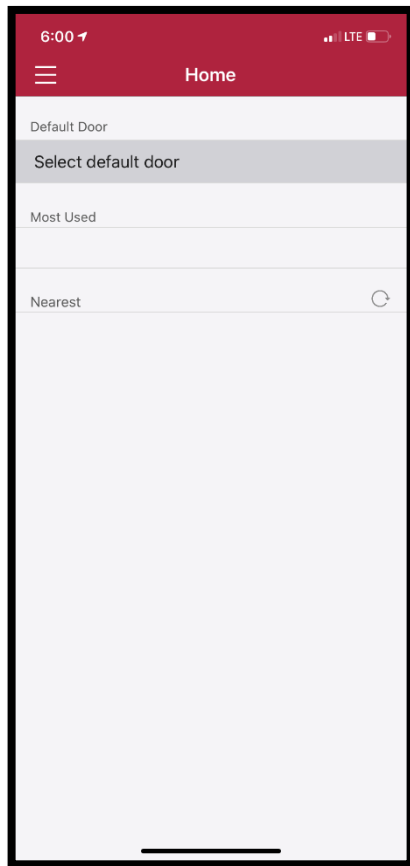 6:00 LTE
Home
Default Door
Select default door
Most Used
Nearest